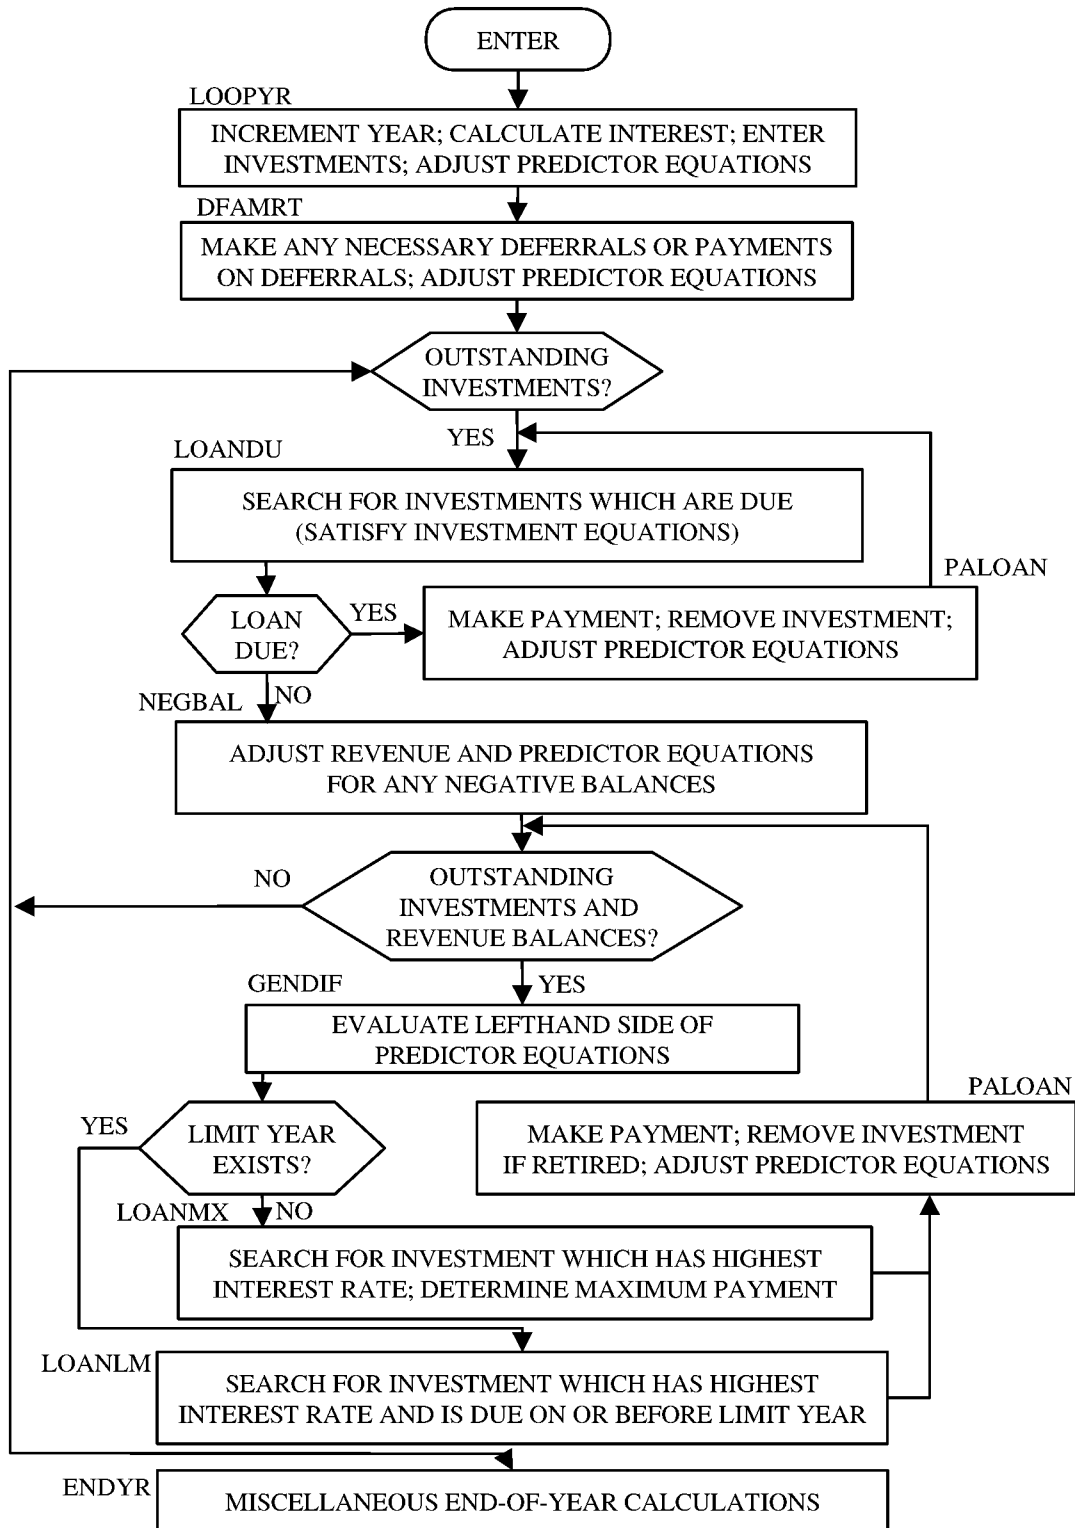 ENTER
LOOPYR
INCREMENT YEAR; CALCULATE INTEREST; ENTER
INVESTMENTS; ADJUST PREDICTOR EQUATIONS
DFAMRT
MAKE ANY NECESSARY DEFERRALS OR PAYMENTS
ON DEFERRALS; ADJUST PREDICTOR EQUATIONS
OUTSTANDING
INVESTMENTS?
YES
LOANDU
SEARCH FOR INVESTMENTS WHICH ARE DUE
(SATISFY INVESTMENT EQUATIONS)
LOAN
DUE?
YES
PALOAN
MAKE PAYMENT; REMOVE INVESTMENT;
ADJUST PREDICTOR EQUATIONS
NO
NEGBAL
ADJUST REVENUE AND PREDICTOR EQUATIONS
FOR ANY NEGATIVE BALANCES
NO
OUTSTANDING
INVESTMENTS AND
REVENUE BALANCES?
YES
GENDIF
EVALUATE LEFTHAND SIDE OF
PREDICTOR EQUATIONS
YES
LIMIT YEAR
EXISTS?
PALOAN
MAKE PAYMENT; REMOVE INVESTMENT
IF RETIRED; ADJUST PREDICTOR EQUATIONS
LOANMX
NO
SEARCH FOR INVESTMENT WHICH HAS HIGHEST
INTEREST RATE; DETERMINE MAXIMUM PAYMENT
LOANLM
SEARCH FOR INVESTMENT WHICH HAS HIGHEST
INTEREST RATE AND IS DUE ON OR BEFORE LIMIT YEAR
ENDYR
MISCELLANEOUS END-OF-YEAR CALCULATIONS